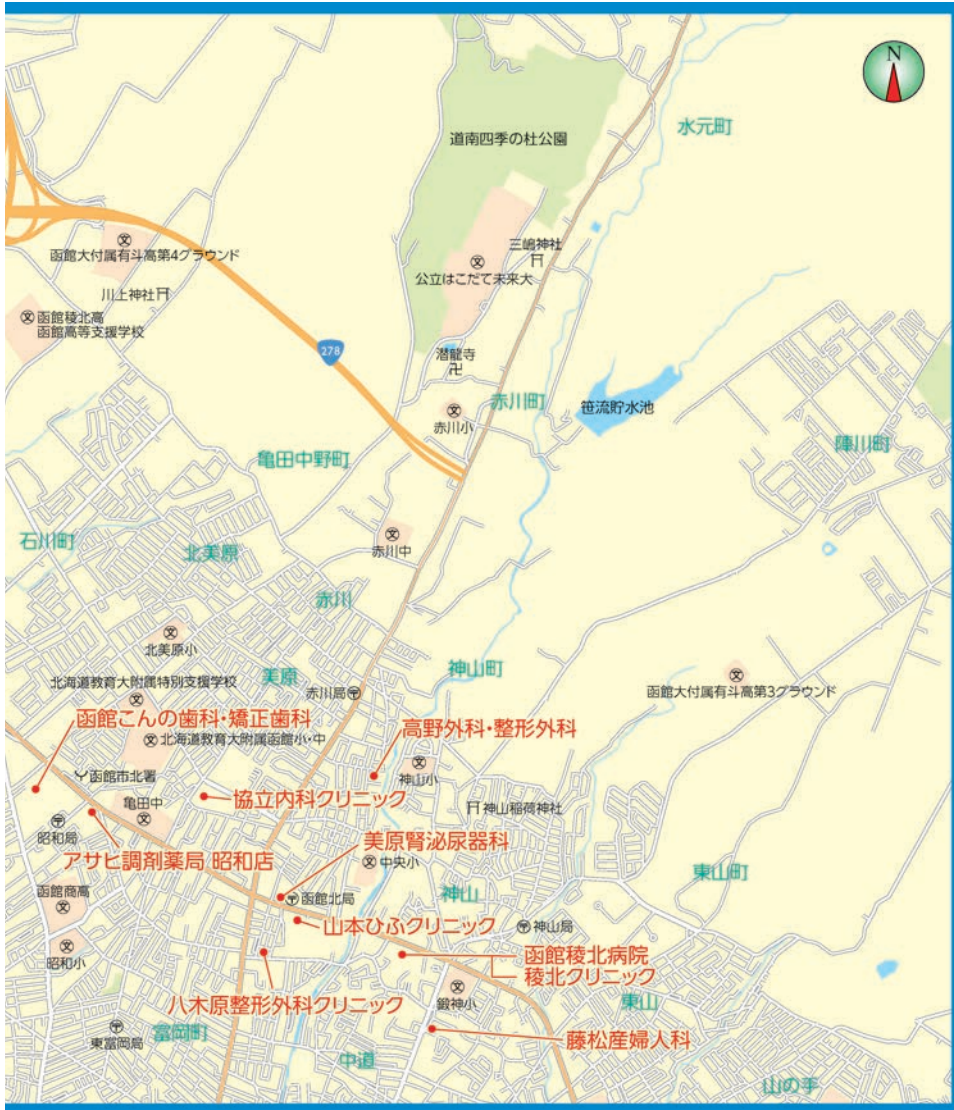 N
水元町
道南四季の杜公園
三嶋神社
函館大付属有斗高第4グラウンド
公立はこだて未来大
川上神社
函館稜北高
函館高等支援学校
278
潜龍寺
赤川町
笹流貯水池
赤川小
陣川町
亀田中野町
石川町
北美原
赤川中
赤川
北美原小
神山町
美原
北海道教育大附属特別支援学校
赤川局
函館大付属有斗高第3グラウンド
函館こんの歯科・矯正歯科
高野外科・整形外科
北海道教育大附属函館小・中
函館市北署
神山小
協立内科クリニック
亀田中
神山稲荷神社
昭和局
美原腎泌尿器科
アサヒ調剤薬局 昭和店
中央小
東山町
函館商高
函館北局
神山
山本ひふクリニック
神山局
函館稜北病院
稜北クリニック
昭和小
八木原整形外科クリニック
鍛神小
東山
富岡町
東富岡局
藤松産婦人科
中道
山の手